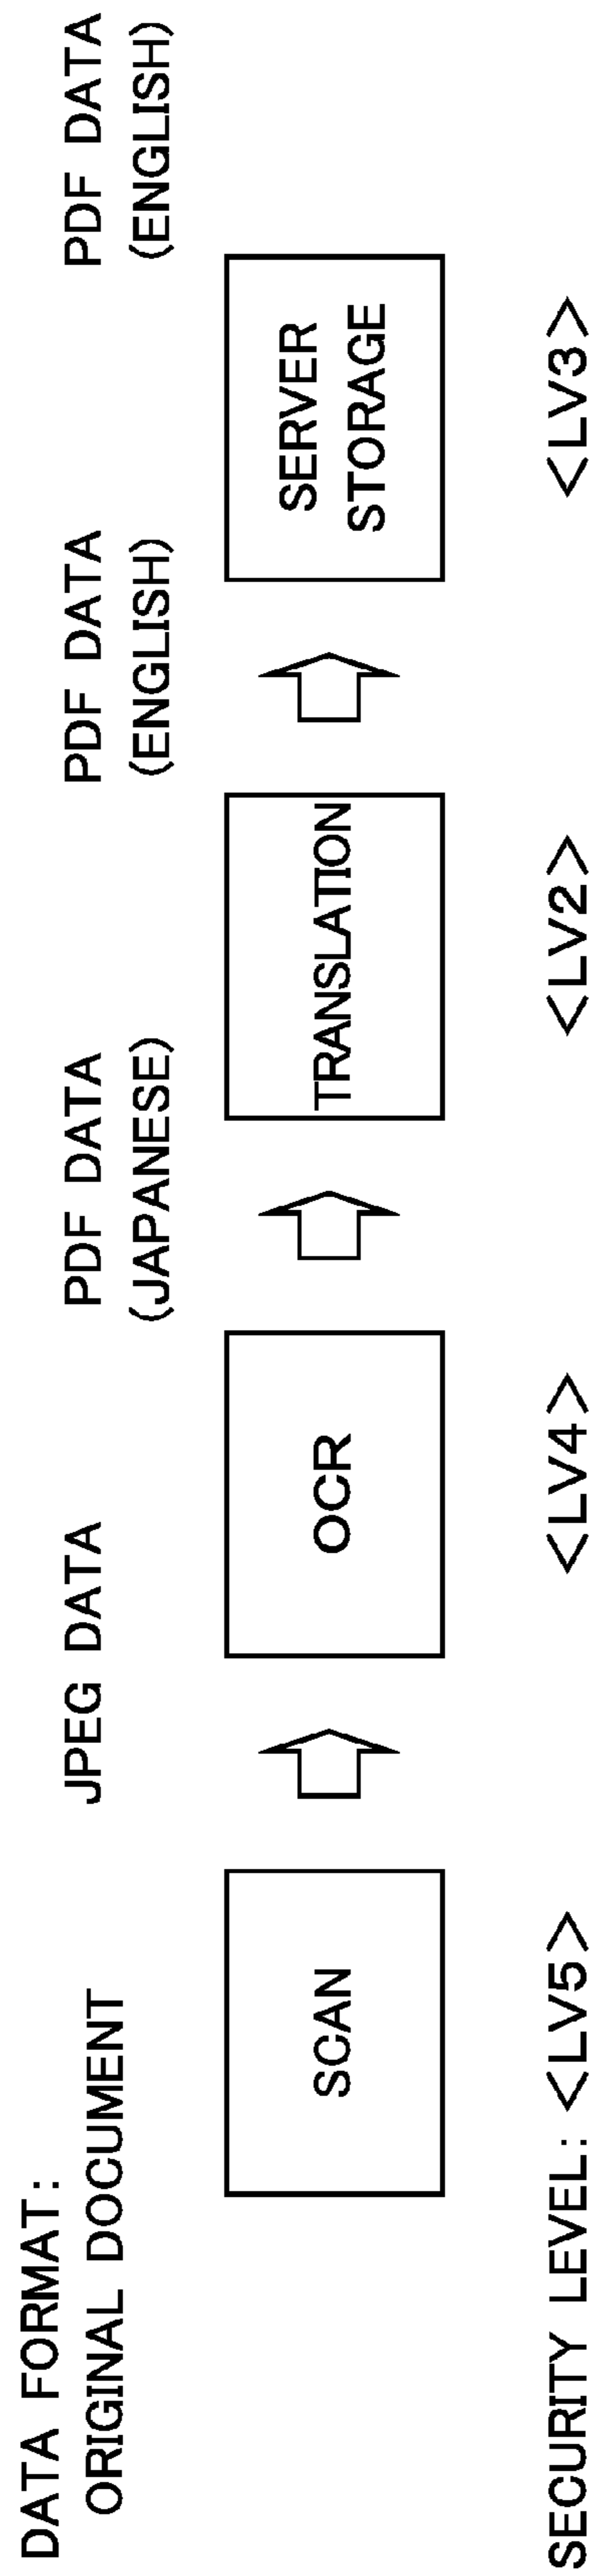 DATA FORMAT:
ORIGINAL DOCUMENT
JPEG DATA
PDF DATA
(JAPANESE)
PDF DATA
(ENGLISH)
PDF DATA
(ENGLISH)
SCAN
OCR
TRANSLATION
SERVER
STORAGE
SECURITY LEVEL: <LV5>
<LV4>
<LV2>
<LV3>